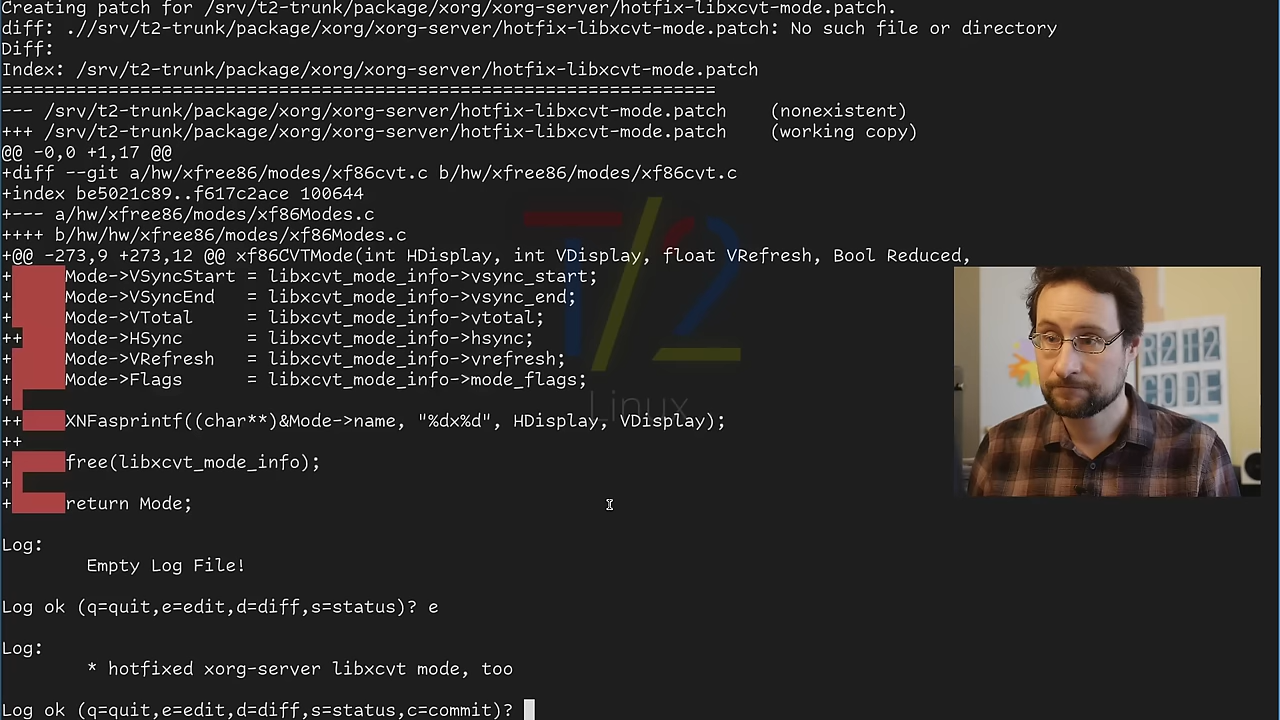 Creating patch for /srv/t2-trunk/package/xorg/xorg-server/hotfix-libxcvt-mode.patch.
diff: .//srv/t2-trunk/package/xorg/xorg-server/hotfix-libxcvt-mode.patch: No such file or directory
Diff:
Index: /srv/t2-trunk/package/xorg/xorg-server/hotfix-libxcvt-mode.patch
===================================================================
--- /srv/t2-trunk/package/xorg/xorg-server/hotfix-libxcvt-mode.patch    (nonexistent)
+++ /srv/t2-trunk/package/xorg/xorg-server/hotfix-libxcvt-mode.patch    (working copy)
@@ -0,0 +1,17 @@
+diff --git a/hw/xfree86/modes/xf86cvt.c b/hw/xfree86/modes/xf86cvt.c
+index be5021c89..f617c2ace 100644
+--- a/hw/xfree86/modes/xf86Modes.c
++++ b/hw/hw/xfree86/modes/xf86Modes.c
+@@ -273,9 +273,12 @@ xf86CVTMode(int HDisplay, int VDisplay, float VRefresh, Bool Reduced,
+     Mode->VSyncStart = libxcvt_mode_info->vsync_start;
+     Mode->VSyncEnd   = libxcvt_mode_info->vsync_end;
+     Mode->VTotal     = libxcvt_mode_info->vtotal;
++    Mode->HSync      = libxcvt_mode_info->hsync;
+     Mode->VRefresh   = libxcvt_mode_info->vrefresh;
+     Mode->Flags      = libxcvt_mode_info->mode_flags;
+
++    XNFasprintf((char**)&Mode->name, "%dx%d", HDisplay, VDisplay);
++
+     free(libxcvt_mode_info);
+
+     return Mode;
Log:
        Empty Log File!
Log ok (q=quit,e=edit,d=diff,s=status)? e
Log:
        * hotfixed xorg-server libxcvt mode, too
Log ok (q=quit,e=edit,d=diff,s=status,c=commit)?
T/2
Linux
R2 T2
CODE